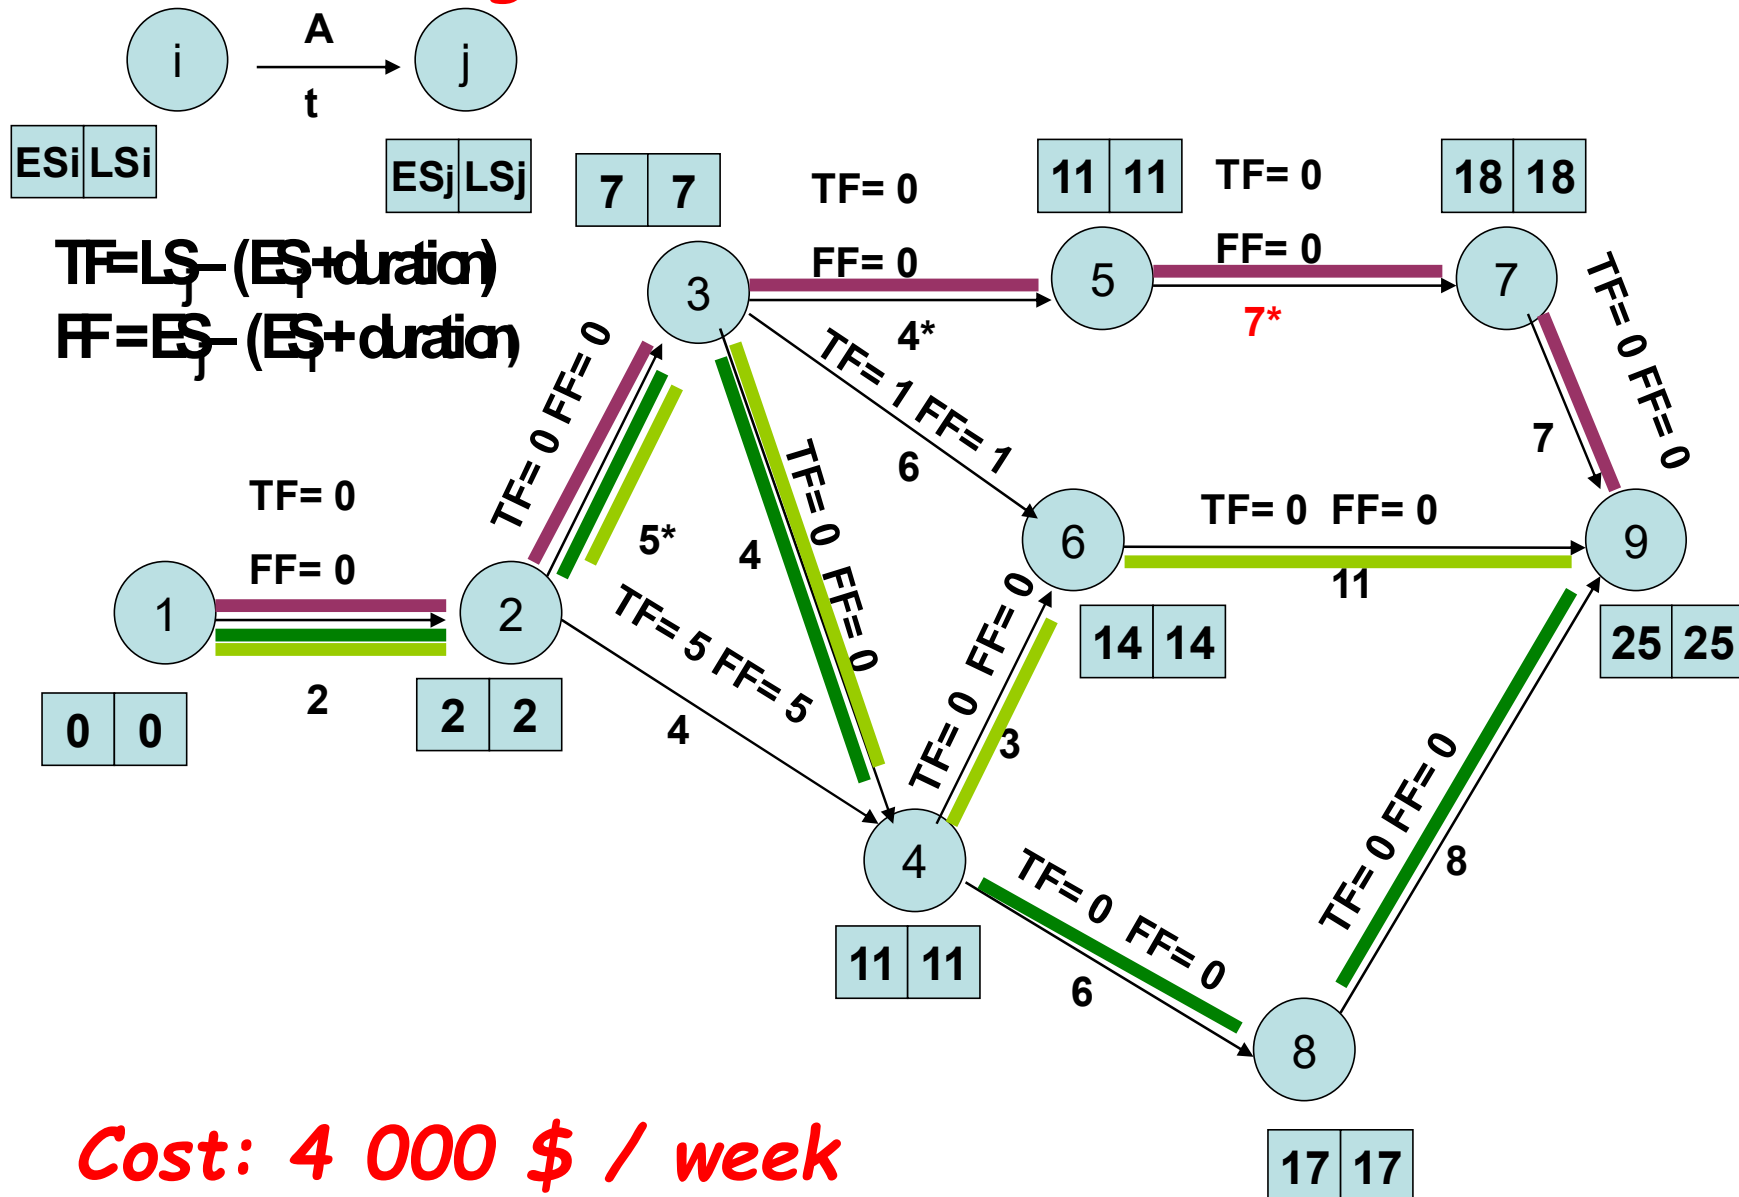 A
i
j
t
ESi LSi
ESj LSj
TF=LSj– (ESi+duration)
FF=ESj– (ESi+duration)
7 7
TF= 0
FF= 0
4*
11 11
TF= 0
FF= 0
7*
18 18
3
5
7
TF= 0 FF= 0
7
TF= 0 FF= 0
5*
TF= 1 FF= 1
6
TF= 0 FF= 0
4
TF= 0
FF= 0
1
2
2
0 0
2 2
TF= 5 FF= 5
4
6
14 14
TF= 0 FF= 0
11
9
25 25
TF= 0 FF= 0
3
4
11 11
TF= 0 FF= 0
6
TF= 0 FF= 0
8
8
17 17
Cost: 4 000 $ / week